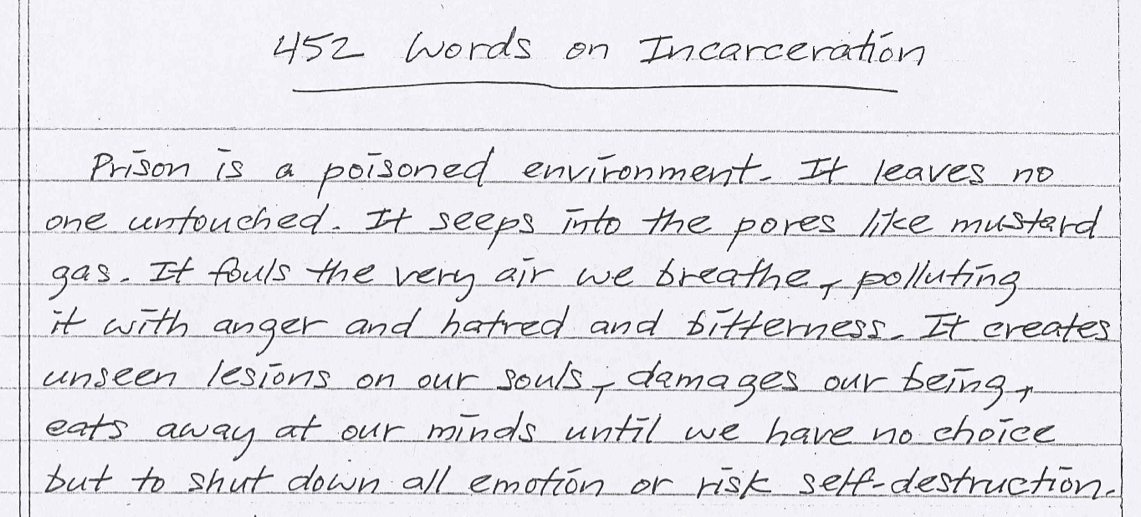 452 Words on Incarceration
Prison is a poisoned environment. It leaves no
one untouched. It seeps into the pores like mustard
gas. It fouls the very air we breathe, polluting
it with anger and hatred and bitterness. It creates
unseen lesions on our souls, damages our being,
eats away at our minds until we have no choice
but to shut down all emotion or risk self-destruction.